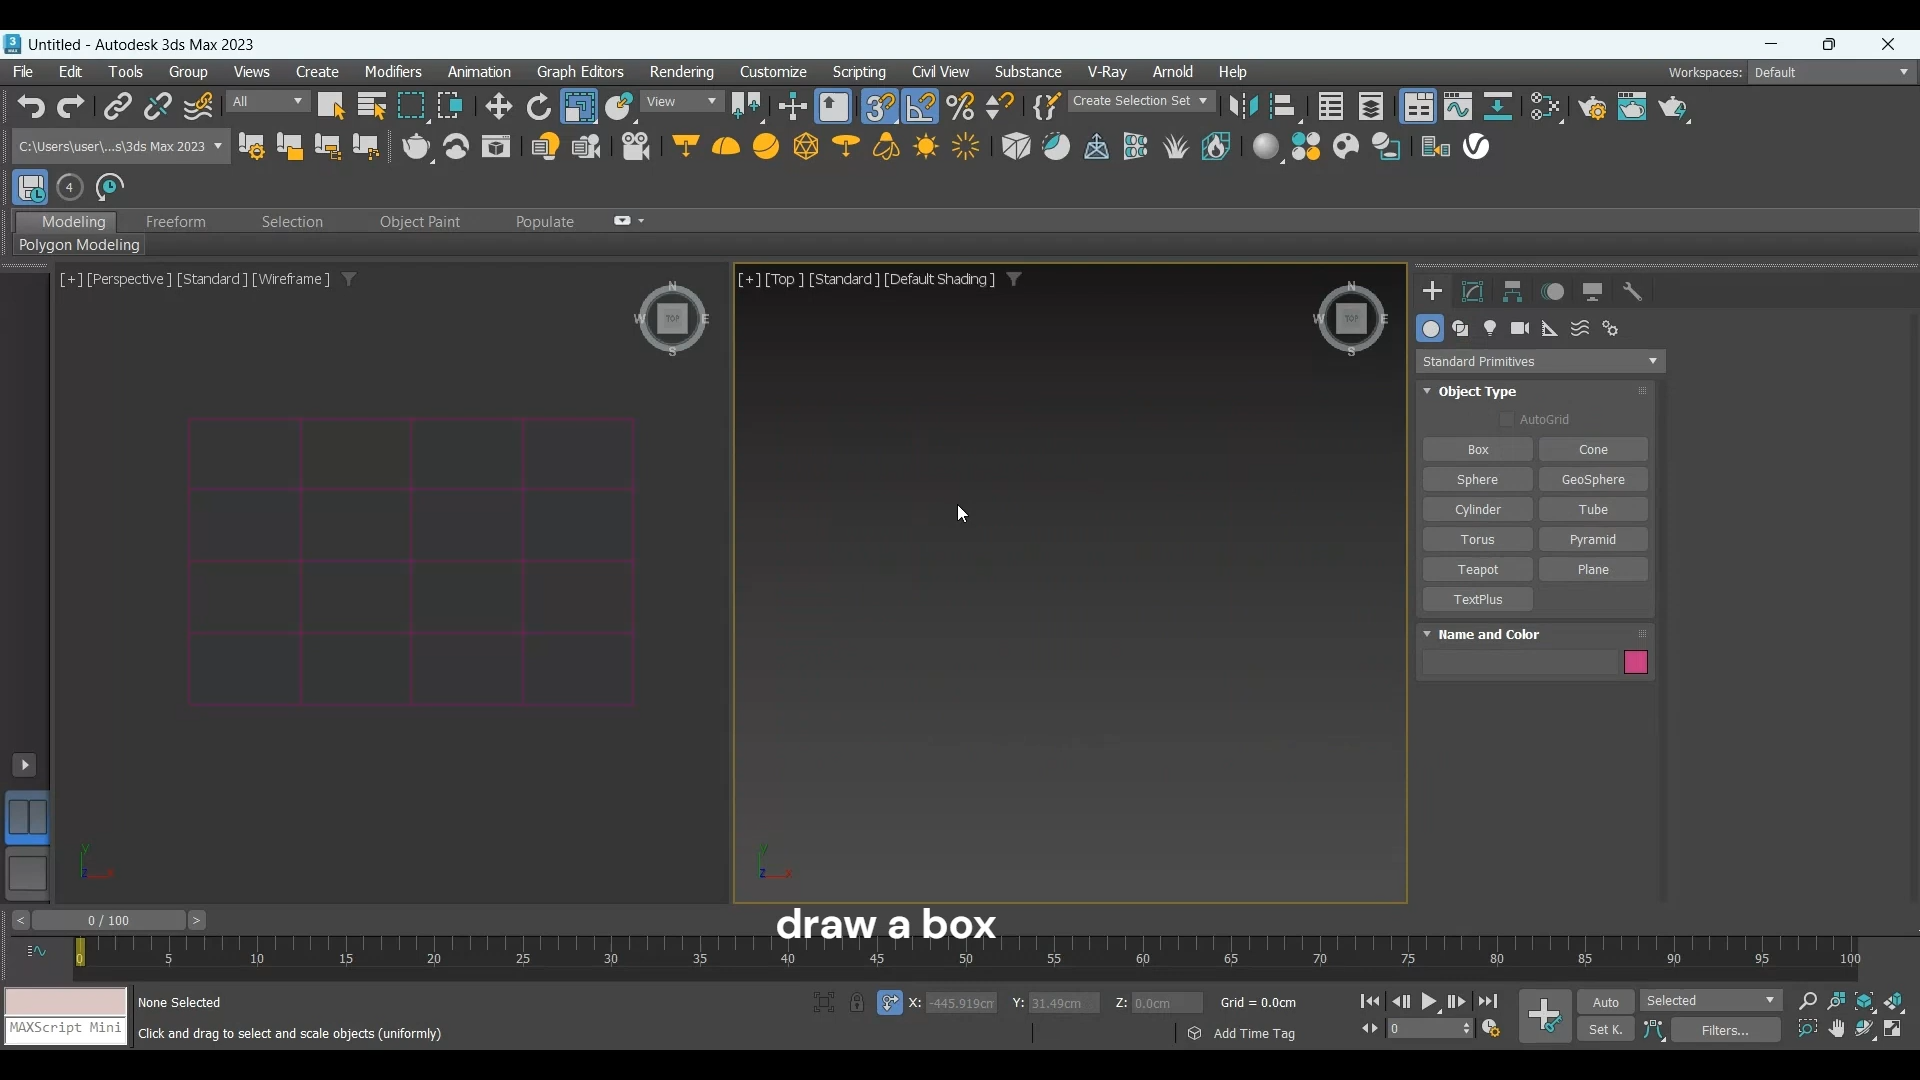 Untitled - Autodesk 3ds Max 2023
File Edit Tools Group Views Create Modifiers Animation Graph Editors Rendering Customize Scripting Civil View Substance V-Ray Arnold Help Workspaces: Default
All View Create Selection Set
C:\Users\user\...s\3ds Max 2023
4
Modeling Freeform Selection Object Paint Populate
Polygon Modeling
[+] [Perspective ] [Standard ] [Wireframe ]
N
W TOP E
S
[+] [Top ] [Standard ] [Default Shading ]
N
W TOP E
S
Standard Primitives
Object Type
AutoGrid
Box Cone
Sphere GeoSphere
Cylinder Tube
Torus Pyramid
Teapot Plane
TextPlus
Name and Color
y
z x
y
z x
< 0 / 100 >
draw a box
0 5 10 15 20 25 30 35 40 45 50 55 60 65 70 75 80 85 90 95 100
None Selected X: -445.919cm Y: 31.49cm Z: 0.0cm Grid = 0.0cm Auto Selected
MAXScript Mini Click and drag to select and scale objects (uniformly) Add Time Tag 0 Set K. Filters...